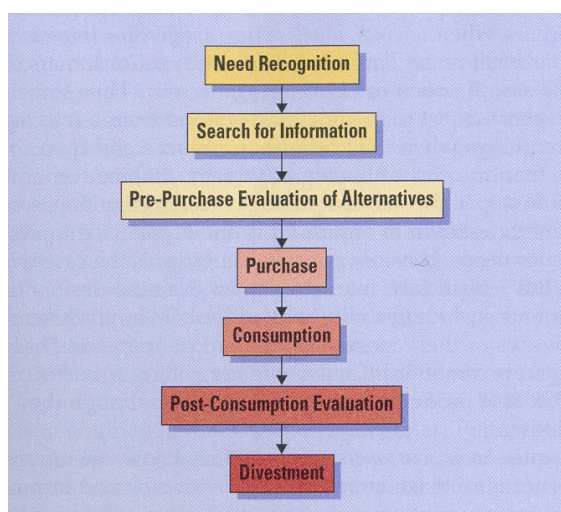 Need Recognition
Search for Information
Pre-Purchase Evaluation of Alternatives
Purchase
Consumption
Post-Consumption Evaluation
Divestment